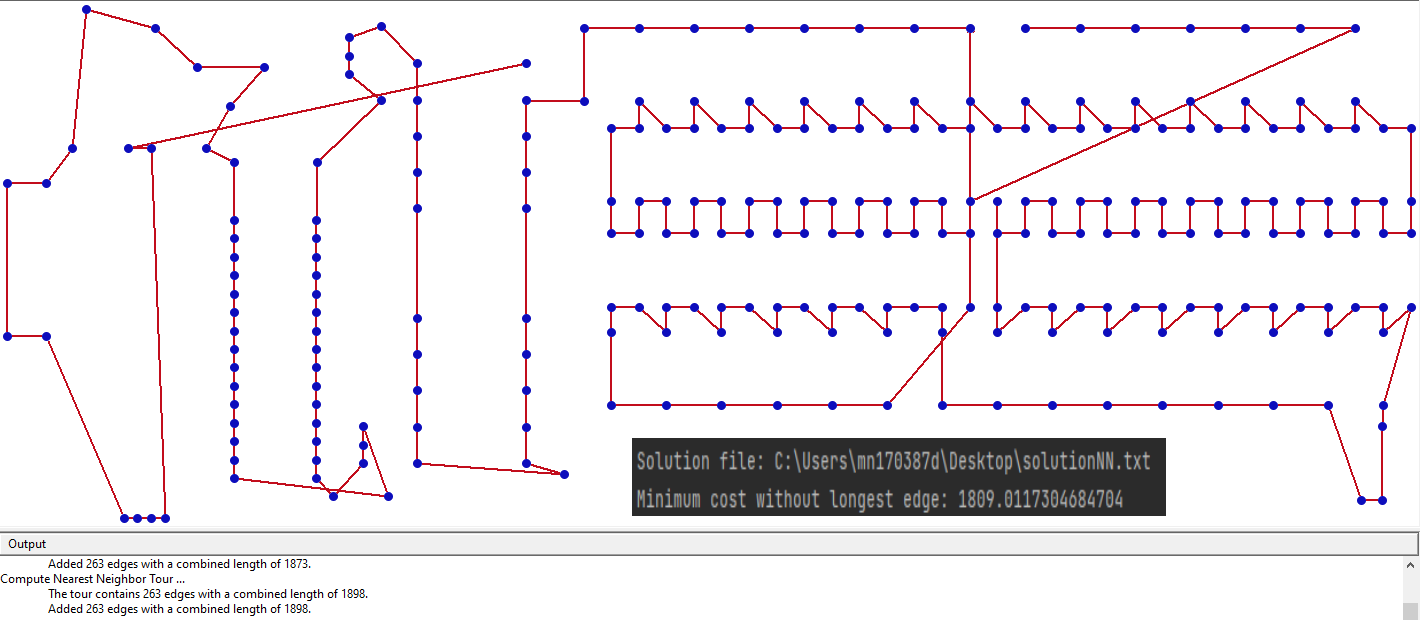 Solution file: C:\Users\mn170387d\Desktop\solutionNN.txt
Minimum cost without longest edge: 1809.0117304684704
Output
Added 263 edges with a combined length of 1873.
Compute Nearest Neighbor Tour ...
The tour contains 263 edges with a combined length of 1898.
Added 263 edges with a combined length of 1898.